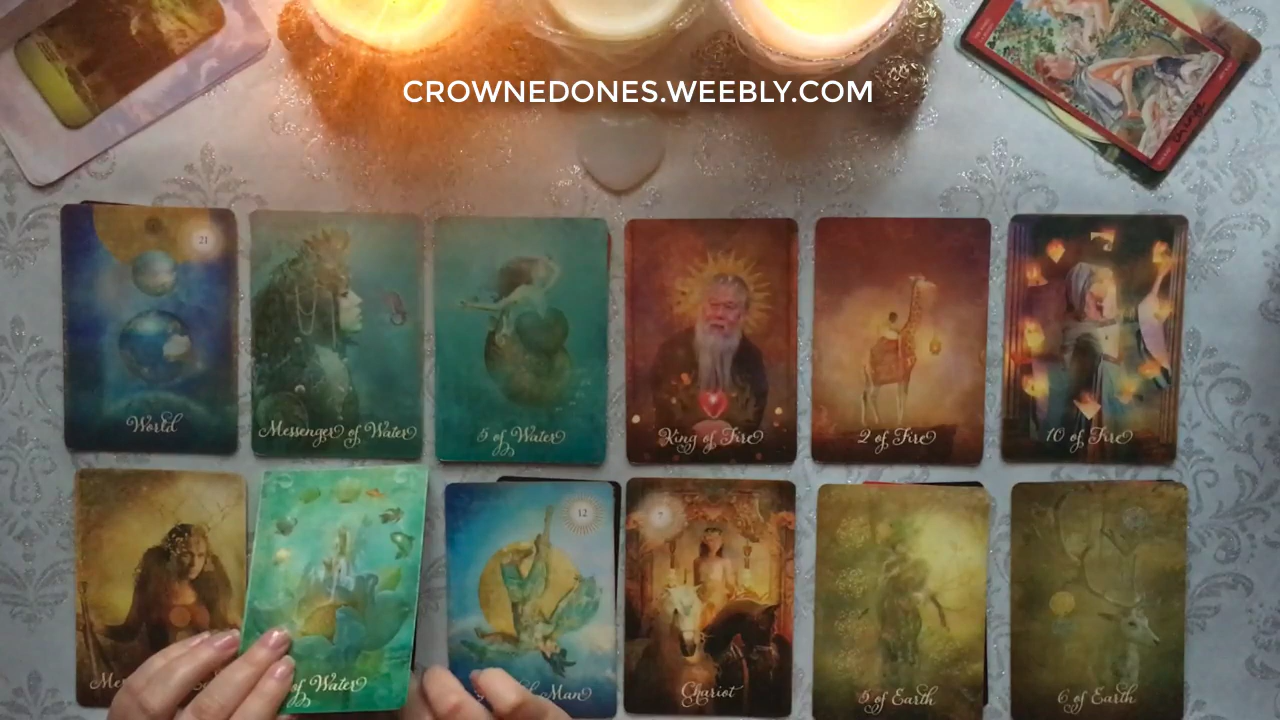 CROWNEDONES.WEEBLY.COM
21
World
Messenger of Water
5 of Water
King of Fire
2 of Fire
10 of Fire
of Water
12
Man
7
Chariot
5 of Earth
6 of Earth